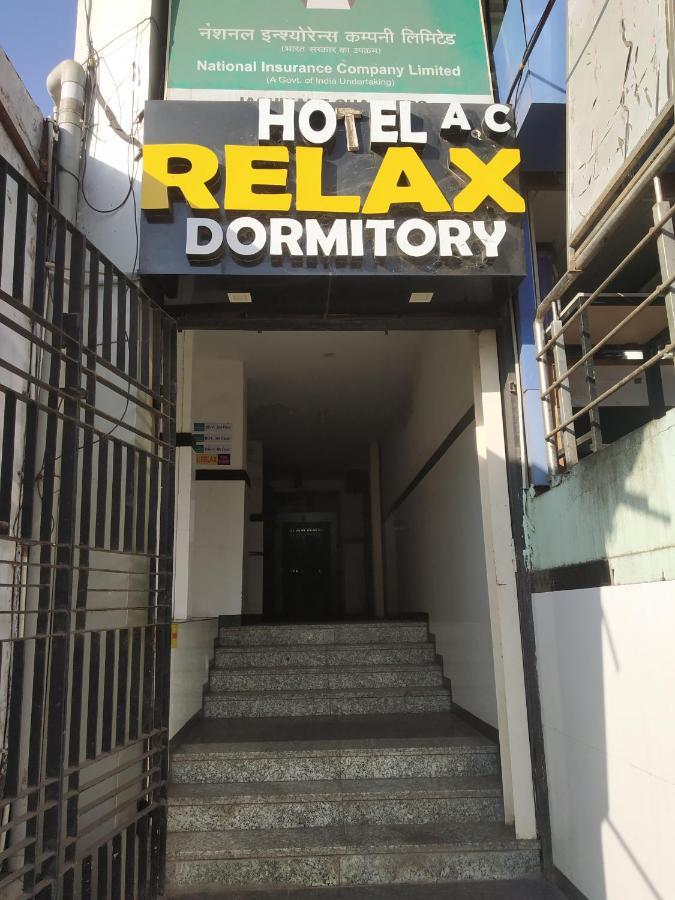 नेशनल इन्श्योरेन्स कम्पनी लिमिटेड
(भारत सरकार का उपक्रम)
National Insurance Company Limited
(A Govt. of India Undertaking)
HOTEL A.C
RELAX
DORMITORY
RELAX